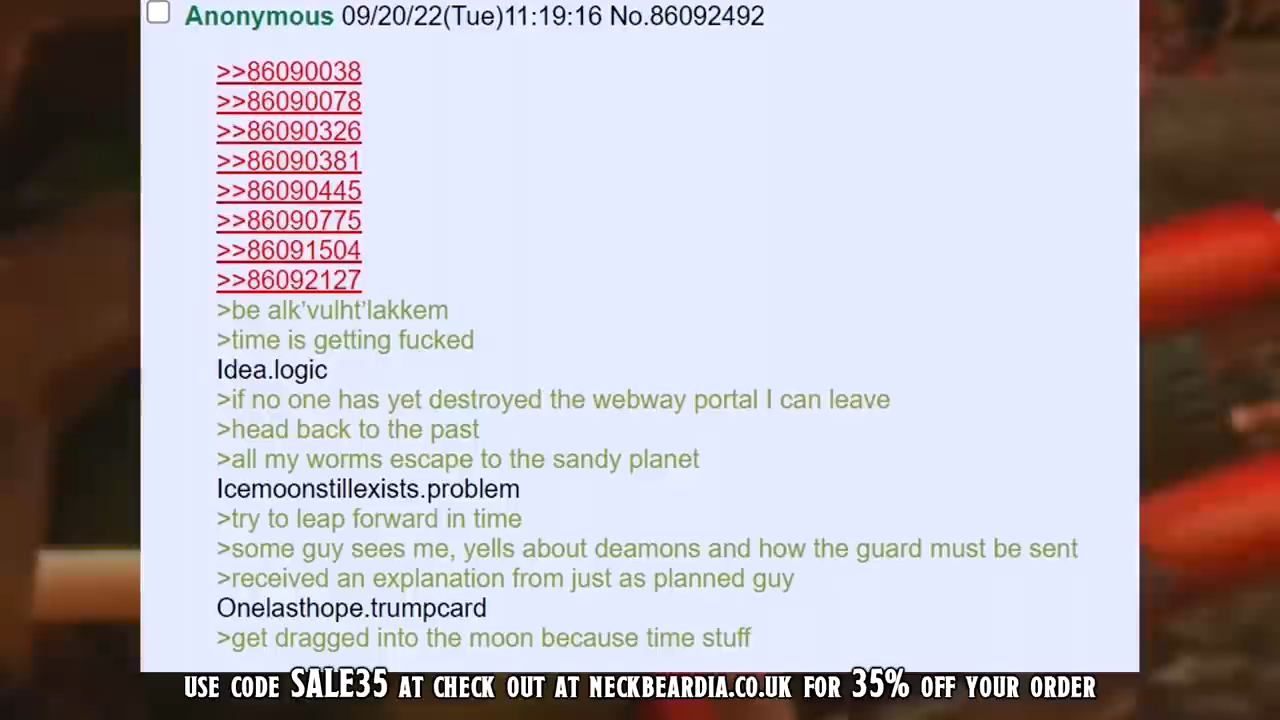 Anonymous 09/20/22(Tue)11:19:16 No.86092492
>>86090038
>>86090078
>>86090326
>>86090381
>>86090445
>>86090775
>>86091504
>>86092127
>be alk’vulht’lakkem
>time is getting fucked
Idea.logic
>if no one has yet destroyed the webway portal I can leave
>head back to the past
>all my worms escape to the sandy planet
Icemoonstillexists.problem
>try to leap forward in time
>some guy sees me, yells about deamons and how the guard must be sent
>received an explanation from just as planned guy
Onelasthope.trumpcard
>get dragged into the moon because time stuff
USE CODE SALE35 AT CHECK OUT AT NECKBEARDIA.CO.UK FOR 35% OFF YOUR ORDER